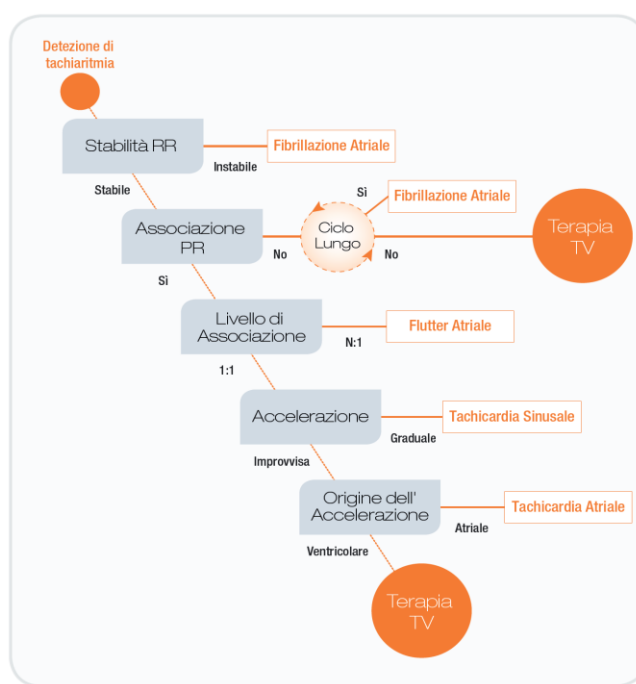 Detezione di
tachiaritmia
Stabilità RR
Fibrillazione Atriale
Instabile
Stabile
Sì
Fibrillazione Atriale
Associazione
PR
Ciclo
Lungo
Terapia
TV
No
No
Sì
Livello di
Associazione
Flutter Atriale
N:1
1:1
Accelerazione
Tachicardia Sinusale
Graduale
Improvvisa
Origine dell'
Accelerazione
Tachicardia Atriale
Atriale
Ventricolare
Terapia
TV